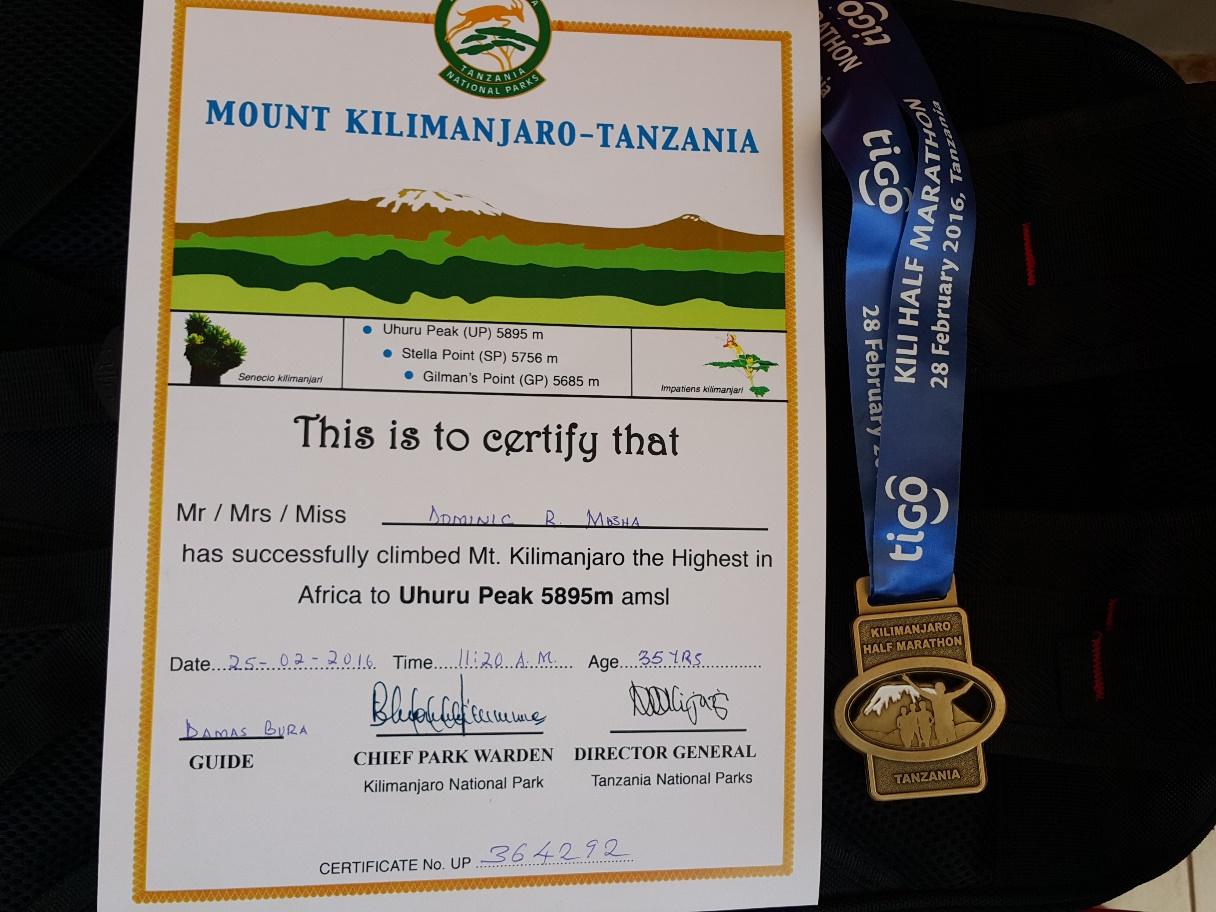 TANZANIA
NATIONAL PARKS
MOUNT KILIMANJARO-TANZANIA
Uhuru Peak (UP) 5895 m
Stella Point (SP) 5756 m
Gilman's Point (GP) 5685 m
Senecio kilimanjari
Impatiens kilimanjari
This is to certify that
Mr / Mrs / Miss DOMINIC R. MOSHA
has successfully climbed Mt. Kilimanjaro the Highest in
Africa to Uhuru Peak 5895m amsl
Date...25-02-2016. Time....11:20 A.M.... Age....35YRS..............
DAMAS BURA
GUIDE
CHIEF PARK WARDEN
Kilimanjaro National Park
DIRECTOR GENERAL
Tanzania National Parks
CERTIFICATE No. UP ..364292..
tigo
tigo
28 February
KILI HALF MARATHON
28 February 2016, Tanzania
tigo
KILIMANJARO
HALF MARATHON
TANZANIA